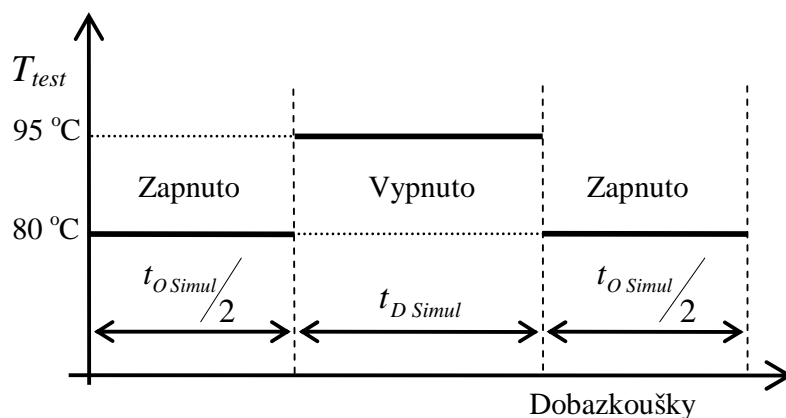 T_test
95 °C
Zapnuto Vypnuto Zapnuto
80 °C
t_O Simul/2 t_D Simul t_O Simul/2
Dobazkoušky